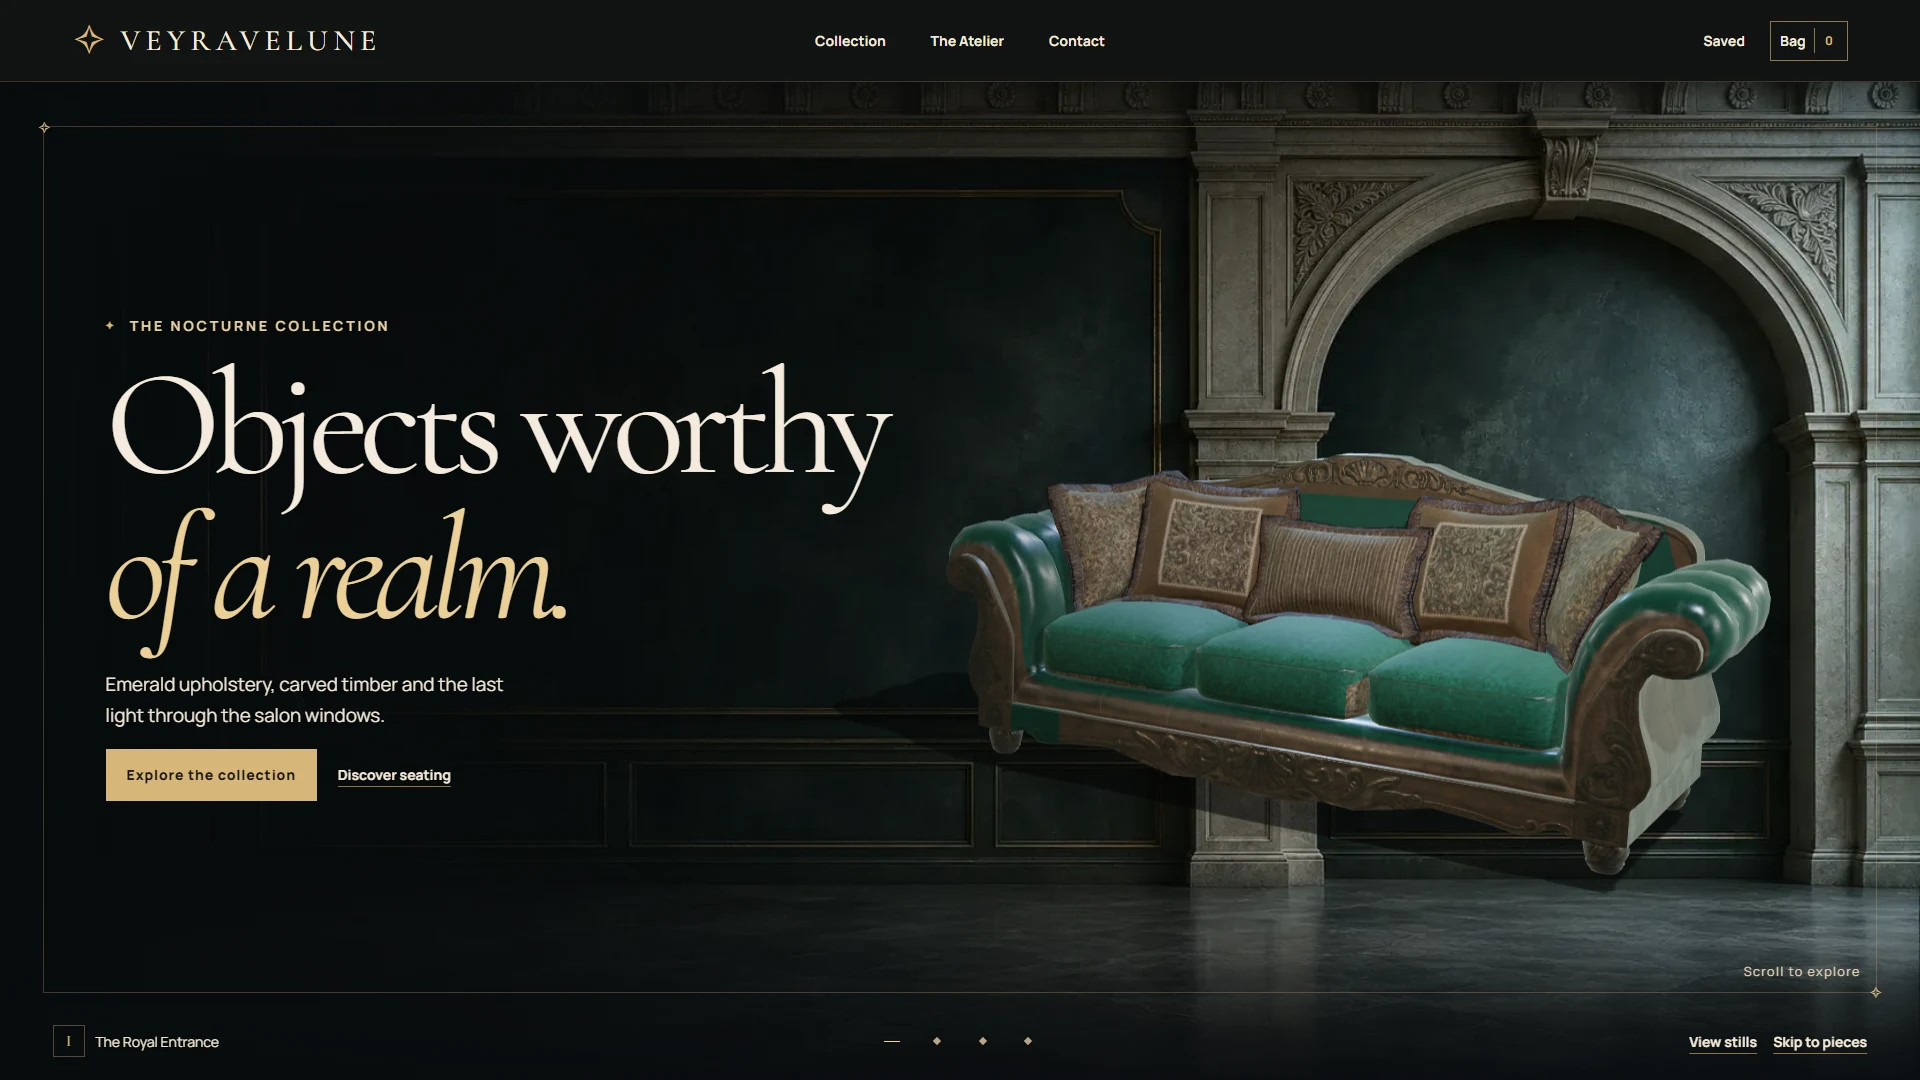 VEYRAVELUNE
Collection
The Atelier
Contact
Saved
Bag 0
THE NOCTURNE COLLECTION
Objects worthy
of a realm.
Emerald upholstery, carved timber and the last
light through the salon windows.
Explore the collection
Discover seating
Scroll to explore
I The Royal Entrance
View stills
Skip to pieces